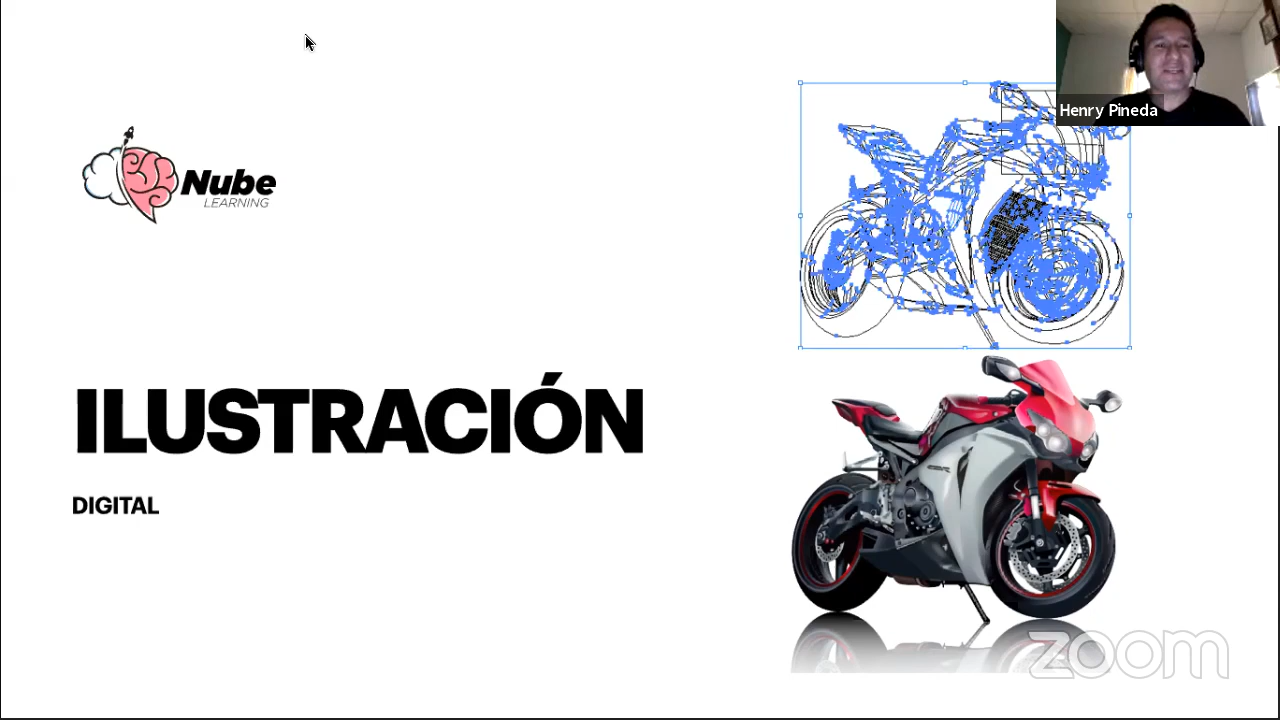 Henry Pineda
Nube
LEARNING
ILUSTRACIÓN
DIGITAL
zoom